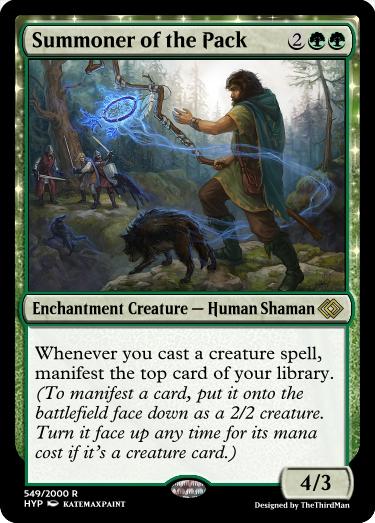 Summoner of the Pack 2
Enchantment Creature — Human Shaman
Whenever you cast a creature spell,
manifest the top card of your library.
(To manifest a card, put it onto the
battlefield face down as a 2/2 creature.
Turn it face up any time for its mana
cost if it's a creature card.)
4/3
549/2000 R
HYP KATEMAXPAINT
Designed by TheThirdMan